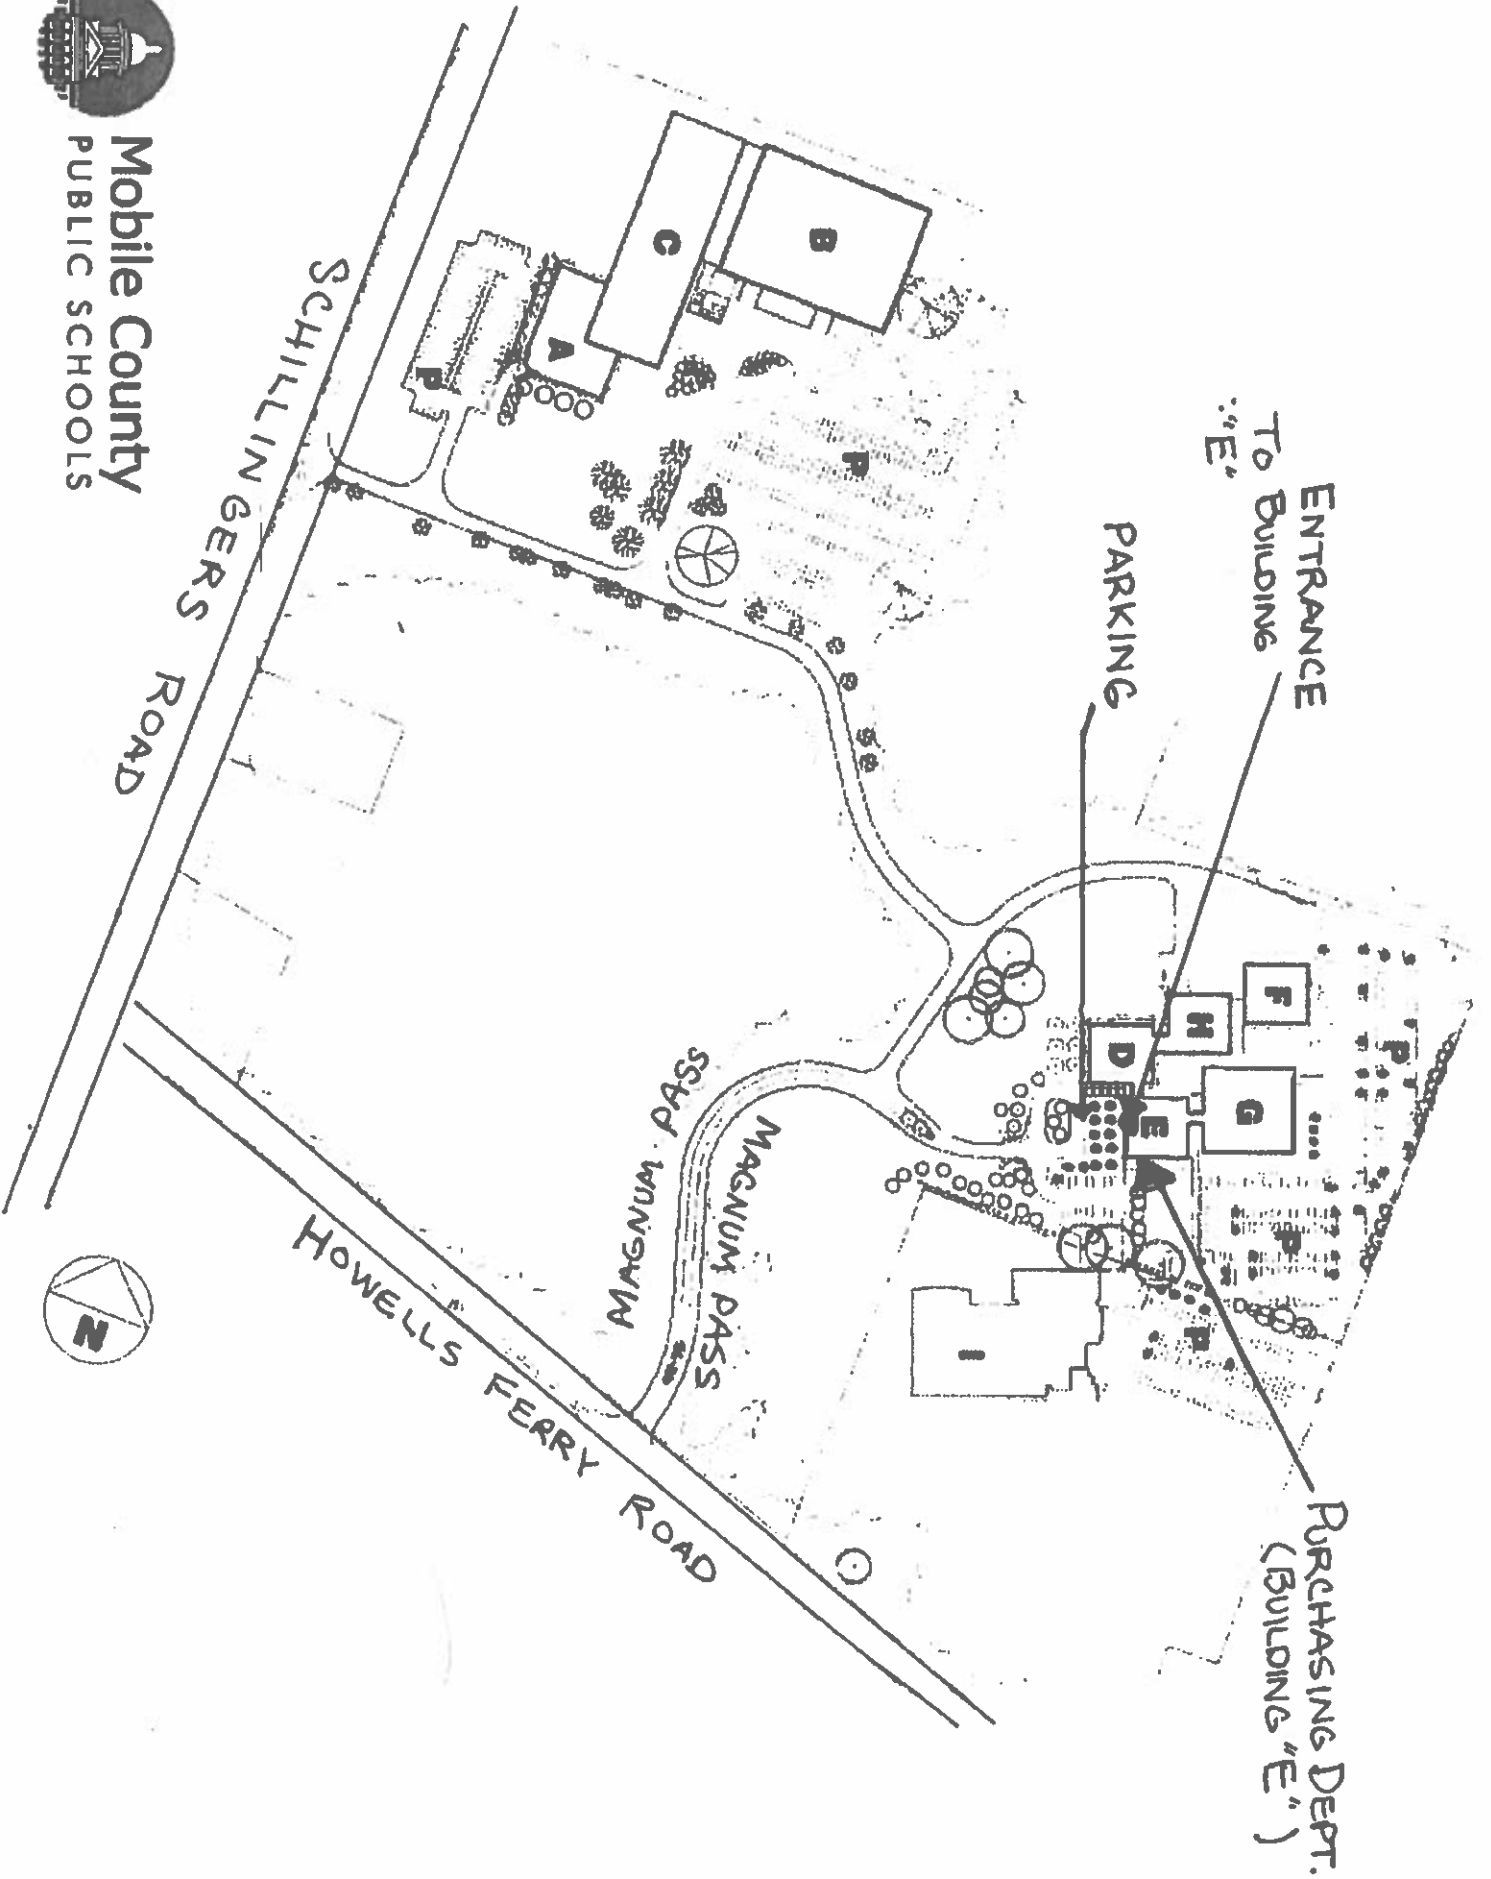 Mobile County
PUBLIC SCHOOLS
SCHILLINGERS ROAD
HOWELLS FERRY ROAD
MAGNUM PASS
MAGNUM PASS
ENTRANCE
TO BUILDING
"E"
PARKING
PURCHASING DEPT.
(BUILDING "E")
A
B
C
D
E
F
G
H
I
P
P
P
P
P
N